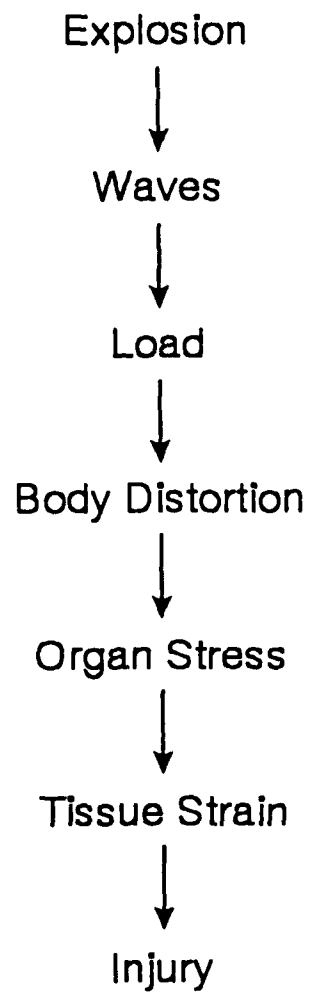 Explosion
Waves
Load
Body Distortion
Organ Stress
Tissue Strain
Injury